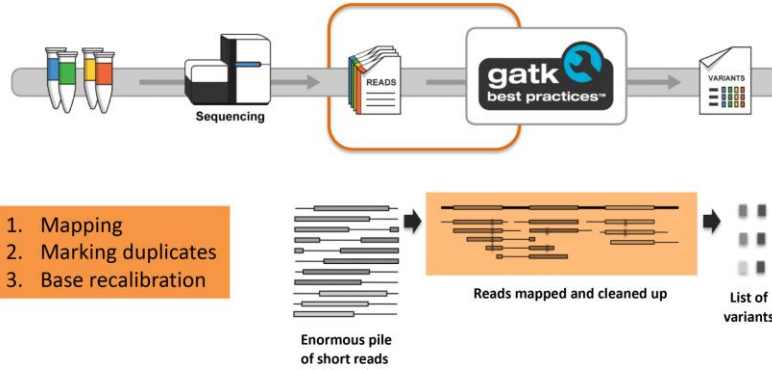 Sequencing
READS
gatk
best practices™
VARIANTS
1. Mapping
2. Marking duplicates
3. Base recalibration
Enormous pile
of short reads
Reads mapped and cleaned up
List of
variants